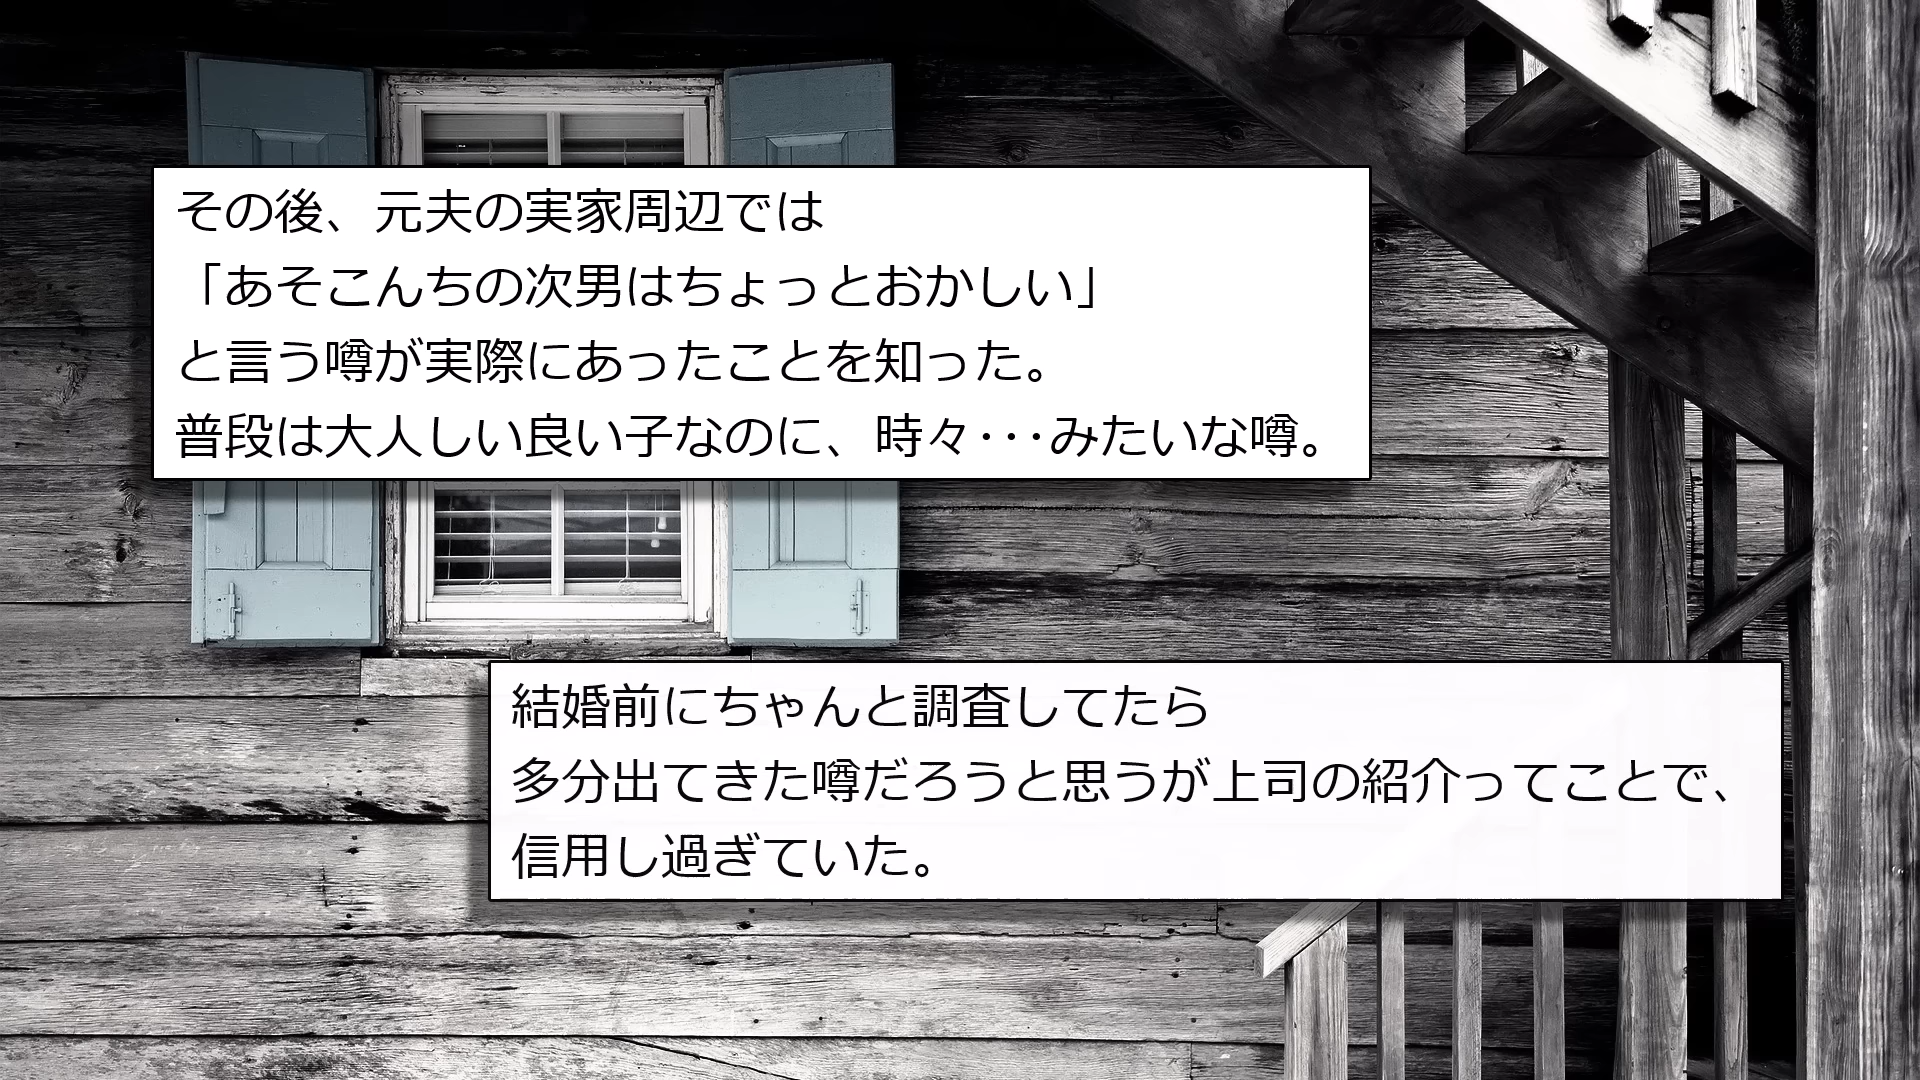 その後、元夫の実家周辺では
「あそこんちの次男はちょっとおかしい」
と言う噂が実際にあったことを知った。
普段は大人しい良い子なのに、時々･･･みたいな噂。
結婚前にちゃんと調査してたら
多分出てきた噂だろうと思うが上司の紹介ってことで、
信用し過ぎていた。